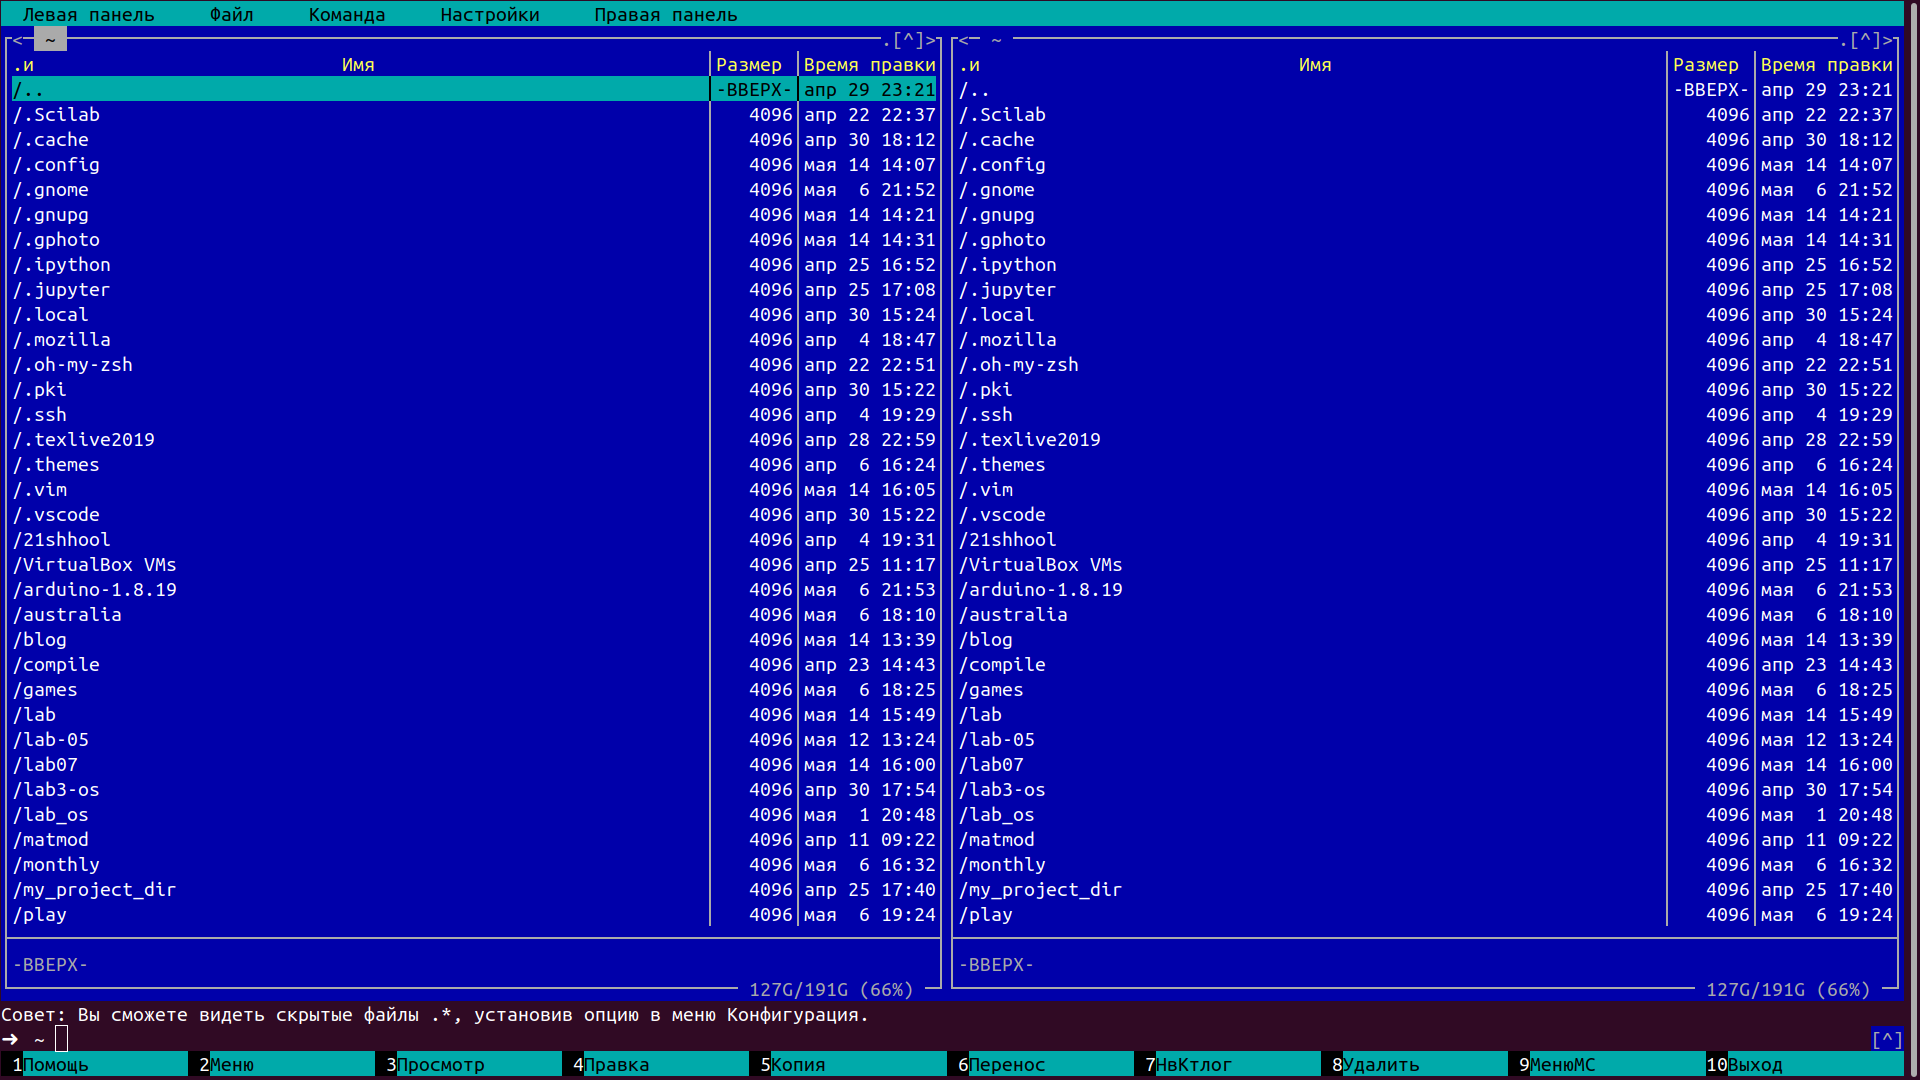 Левая панель Файл Команда Настройки Правая панель
<─ ~ .[^]> <─ ~ .[^]>
.и Имя Размер Время правки .и Имя Размер Время правки
/.. -ВВЕРХ- апр 29 23:21 /.. -ВВЕРХ- апр 29 23:21
/.Scilab 4096 апр 22 22:37 /.Scilab 4096 апр 22 22:37
/.cache 4096 апр 30 18:12 /.cache 4096 апр 30 18:12
/.config 4096 мая 14 14:07 /.config 4096 мая 14 14:07
/.gnome 4096 мая 6 21:52 /.gnome 4096 мая 6 21:52
/.gnupg 4096 мая 14 14:21 /.gnupg 4096 мая 14 14:21
/.gphoto 4096 мая 14 14:31 /.gphoto 4096 мая 14 14:31
/.ipython 4096 апр 25 16:52 /.ipython 4096 апр 25 16:52
/.jupyter 4096 апр 25 17:08 /.jupyter 4096 апр 25 17:08
/.local 4096 апр 30 15:24 /.local 4096 апр 30 15:24
/.mozilla 4096 апр 4 18:47 /.mozilla 4096 апр 4 18:47
/.oh-my-zsh 4096 апр 22 22:51 /.oh-my-zsh 4096 апр 22 22:51
/.pki 4096 апр 30 15:22 /.pki 4096 апр 30 15:22
/.ssh 4096 апр 4 19:29 /.ssh 4096 апр 4 19:29
/.texlive2019 4096 апр 28 22:59 /.texlive2019 4096 апр 28 22:59
/.themes 4096 апр 6 16:24 /.themes 4096 апр 6 16:24
/.vim 4096 мая 14 16:05 /.vim 4096 мая 14 16:05
/.vscode 4096 апр 30 15:22 /.vscode 4096 апр 30 15:22
/21shhool 4096 апр 4 19:31 /21shhool 4096 апр 4 19:31
/VirtualBox VMs 4096 апр 25 11:17 /VirtualBox VMs 4096 апр 25 11:17
/arduino-1.8.19 4096 мая 6 21:53 /arduino-1.8.19 4096 мая 6 21:53
/australia 4096 мая 6 18:10 /australia 4096 мая 6 18:10
/blog 4096 мая 14 13:39 /blog 4096 мая 14 13:39
/compile 4096 апр 23 14:43 /compile 4096 апр 23 14:43
/games 4096 мая 6 18:25 /games 4096 мая 6 18:25
/lab 4096 мая 14 15:49 /lab 4096 мая 14 15:49
/lab-05 4096 мая 12 13:24 /lab-05 4096 мая 12 13:24
/lab07 4096 мая 14 16:00 /lab07 4096 мая 14 16:00
/lab3-os 4096 апр 30 17:54 /lab3-os 4096 апр 30 17:54
/lab_os 4096 мая 1 20:48 /lab_os 4096 мая 1 20:48
/matmod 4096 апр 11 09:22 /matmod 4096 апр 11 09:22
/monthly 4096 мая 6 16:32 /monthly 4096 мая 6 16:32
/my_project_dir 4096 апр 25 17:40 /my_project_dir 4096 апр 25 17:40
/play 4096 мая 6 19:24 /play 4096 мая 6 19:24
-ВВЕРХ- -ВВЕРХ-
127G/191G (66%) 127G/191G (66%)
Совет: Вы сможете видеть скрытые файлы .*, установив опцию в меню Конфигурация.
➜ ~ [^]
1Помощь 2Меню 3Просмотр 4Правка 5Копия 6Перенос 7НвКтлог 8Удалить 9МенюМС 10Выход